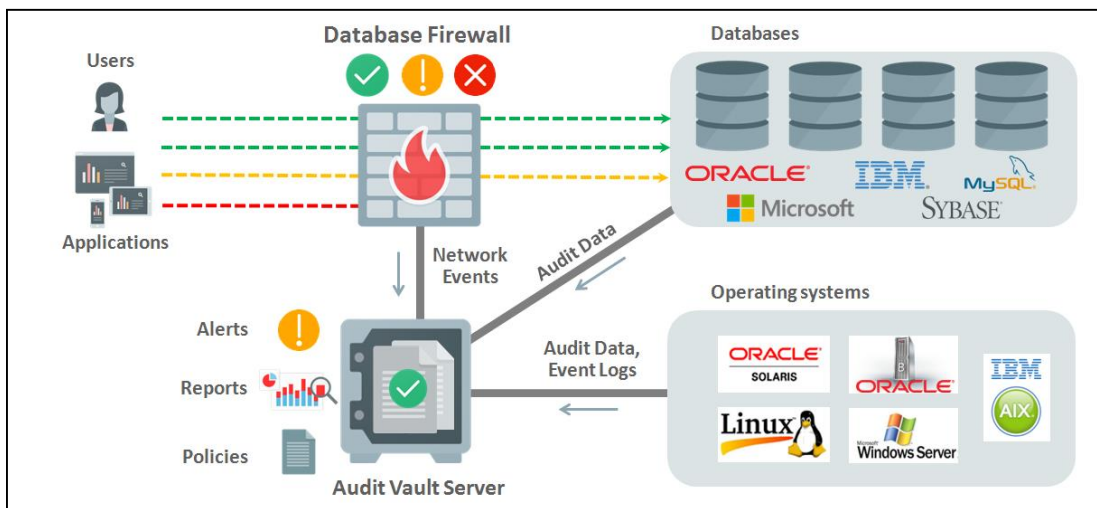 Database Firewall
Databases
Users
ORACLE®
IBM®
MySQL®
Microsoft
SYBASE®
Applications
Network
Events
Audit Data
Operating systems
Alerts
Audit Data,
Event Logs
ORACLE
SOLARIS
B
ORACLE
IBM
AIX
Reports
Linux
Microsoft
Windows Server
Policies
Audit Vault Server